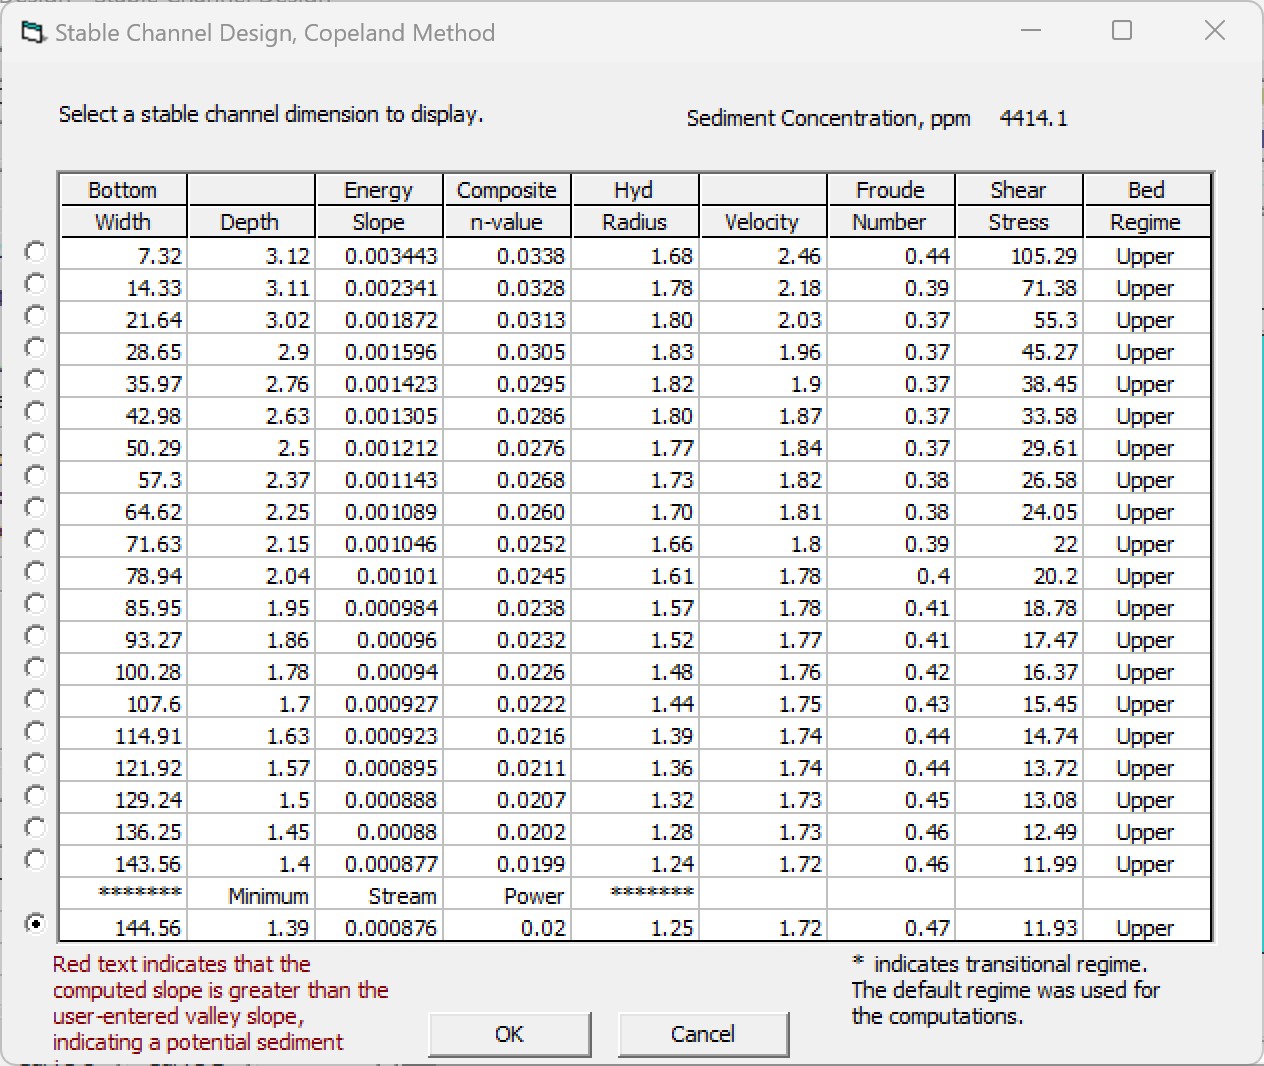 Stable Channel Design, Copeland Method
Select a stable channel dimension to display.
Sediment Concentration, ppm 4414.1
Bottom Energy Composite Hyd Froude Shear Bed
Width Depth Slope n-value Radius Velocity Number Stress Regime
7.32 3.12 0.003443 0.0338 1.68 2.46 0.44 105.29 Upper
14.33 3.11 0.002341 0.0328 1.78 2.18 0.39 71.38 Upper
21.64 3.02 0.001872 0.0313 1.80 2.03 0.37 55.3 Upper
28.65 2.9 0.001596 0.0305 1.83 1.96 0.37 45.27 Upper
35.97 2.76 0.001423 0.0295 1.82 1.9 0.37 38.45 Upper
42.98 2.63 0.001305 0.0286 1.80 1.87 0.37 33.58 Upper
50.29 2.5 0.001212 0.0276 1.77 1.84 0.37 29.61 Upper
57.3 2.37 0.001143 0.0268 1.73 1.82 0.38 26.58 Upper
64.62 2.25 0.001089 0.0260 1.70 1.81 0.38 24.05 Upper
71.63 2.15 0.001046 0.0252 1.66 1.8 0.39 22 Upper
78.94 2.04 0.00101 0.0245 1.61 1.78 0.4 20.2 Upper
85.95 1.95 0.000984 0.0238 1.57 1.78 0.41 18.78 Upper
93.27 1.86 0.00096 0.0232 1.52 1.77 0.41 17.47 Upper
100.28 1.78 0.00094 0.0226 1.48 1.76 0.42 16.37 Upper
107.6 1.7 0.000927 0.0222 1.44 1.75 0.43 15.45 Upper
114.91 1.63 0.000923 0.0216 1.39 1.74 0.44 14.74 Upper
121.92 1.57 0.000895 0.0211 1.36 1.74 0.44 13.72 Upper
129.24 1.5 0.000888 0.0207 1.32 1.73 0.45 13.08 Upper
136.25 1.45 0.00088 0.0202 1.28 1.73 0.46 12.49 Upper
143.56 1.4 0.000877 0.0199 1.24 1.72 0.46 11.99 Upper
******* Minimum Stream Power *******
144.56 1.39 0.000876 0.02 1.25 1.72 0.47 11.93 Upper
Red text indicates that the
computed slope is greater than the
user-entered valley slope,
indicating a potential sediment
* indicates transitional regime.
The default regime was used for
the computations.
OK
Cancel